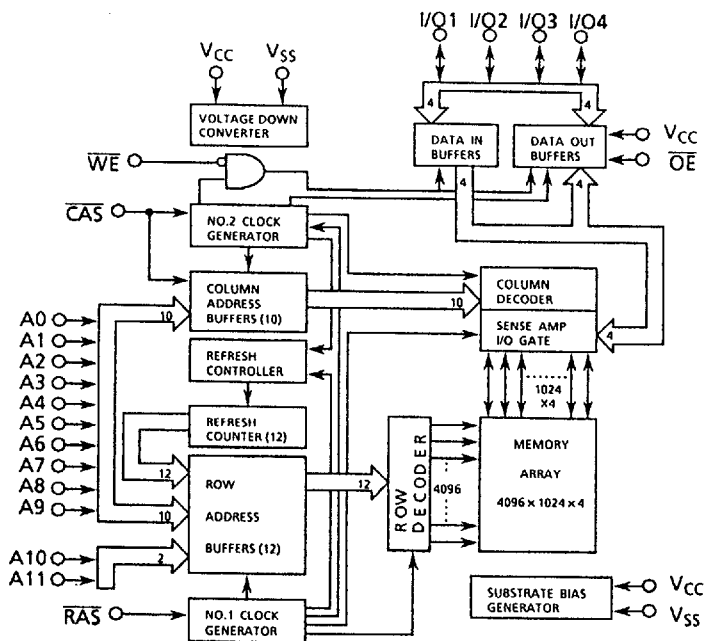 I/O1 I/O2 I/O3 I/O4
VCC VSS
VOLTAGE DOWN
CONVERTER
4 4
DATA IN
BUFFERS
DATA OUT
BUFFERS
VCC
OE
WE
4 4
CAS
NO.2 CLOCK
GENERATOR
COLUMN
ADDRESS
BUFFERS (10)
10
10
COLUMN
DECODER
SENSE AMP
I/O GATE
4
A0
A1
A2
A3
A4
A5
A6
A7
A8
A9
A10
A11
REFRESH
CONTROLLER
REFRESH
COUNTER (12)
1024
X4
12
10
2
ROW
ADDRESS
BUFFERS (12)
12
ROW
DECODER
4096
MEMORY
ARRAY
4096 x 1024 x 4
RAS
NO.1 CLOCK
GENERATOR
SUBSTRATE BIAS
GENERATOR
VCC
VSS